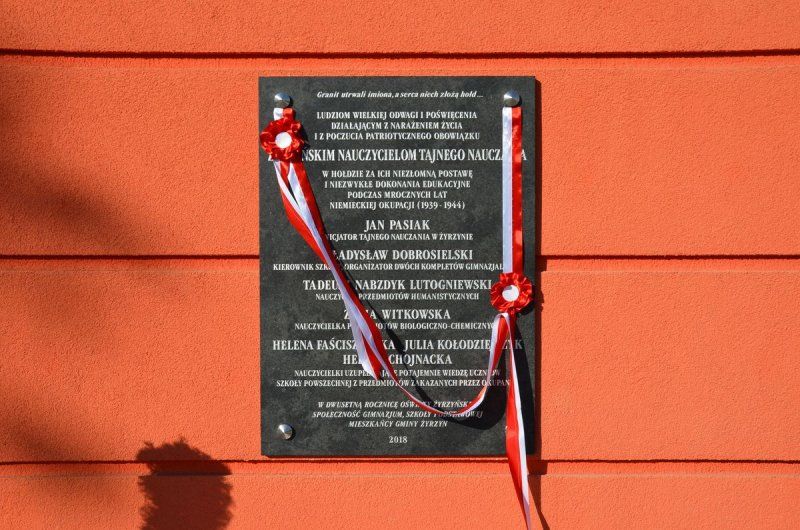 Granit utrwali imiona, a serca niech złożą hołd...
LUDZIOM WIELKIEJ ODWAGI I POŚWIĘCENIA
DZIAŁAJĄCYM Z NARAŻENIEM ŻYCIA
I Z POCZUCIA PATRIOTYCZNEGO OBOWIĄZKU
NAUCZYCIELOM TAJNEGO
W HOŁDZIE ZA ICH NIEZŁOMNĄ POSTAWĘ
I NIEZWYKŁE DOKONANIA EDUKACYJNE
PODCZAS MROCZNYCH LAT
NIEMIECKIEJ OKUPACJI (1939-1944)
JAN PASIAK
TAJNEGO NAUCZANIA W ŻYRZYNIE
DOBROSIELSKI
KIEROWNIK ORGANIZATOR DWÓCH KOMPLETÓW
NABZDYK LUTOGNIEWSKI
PRZEDMIOTÓW HUMANISTYCZNYCH
WITKOWSKA
NAUCZYCIELKA BIOLOGICZNO-CHEMICZNYCH
HELENA JULIA
CHOJNACKA
NAUCZYCIELKI POTAJEMNIE WIEDZĘ UCZNIÓW
SZKOŁY POWSZECHNEJ Z PRZEDMIOTÓW ZAKAZANYCH PRZEZ
W DWUSETNĄ ROCZNICĘ OŚWIATY
SPOŁECZNOŚĆ GIMNAZJUM, SZKOŁY
MIESZKAŃCY GMINY ŻYRZYN
2018